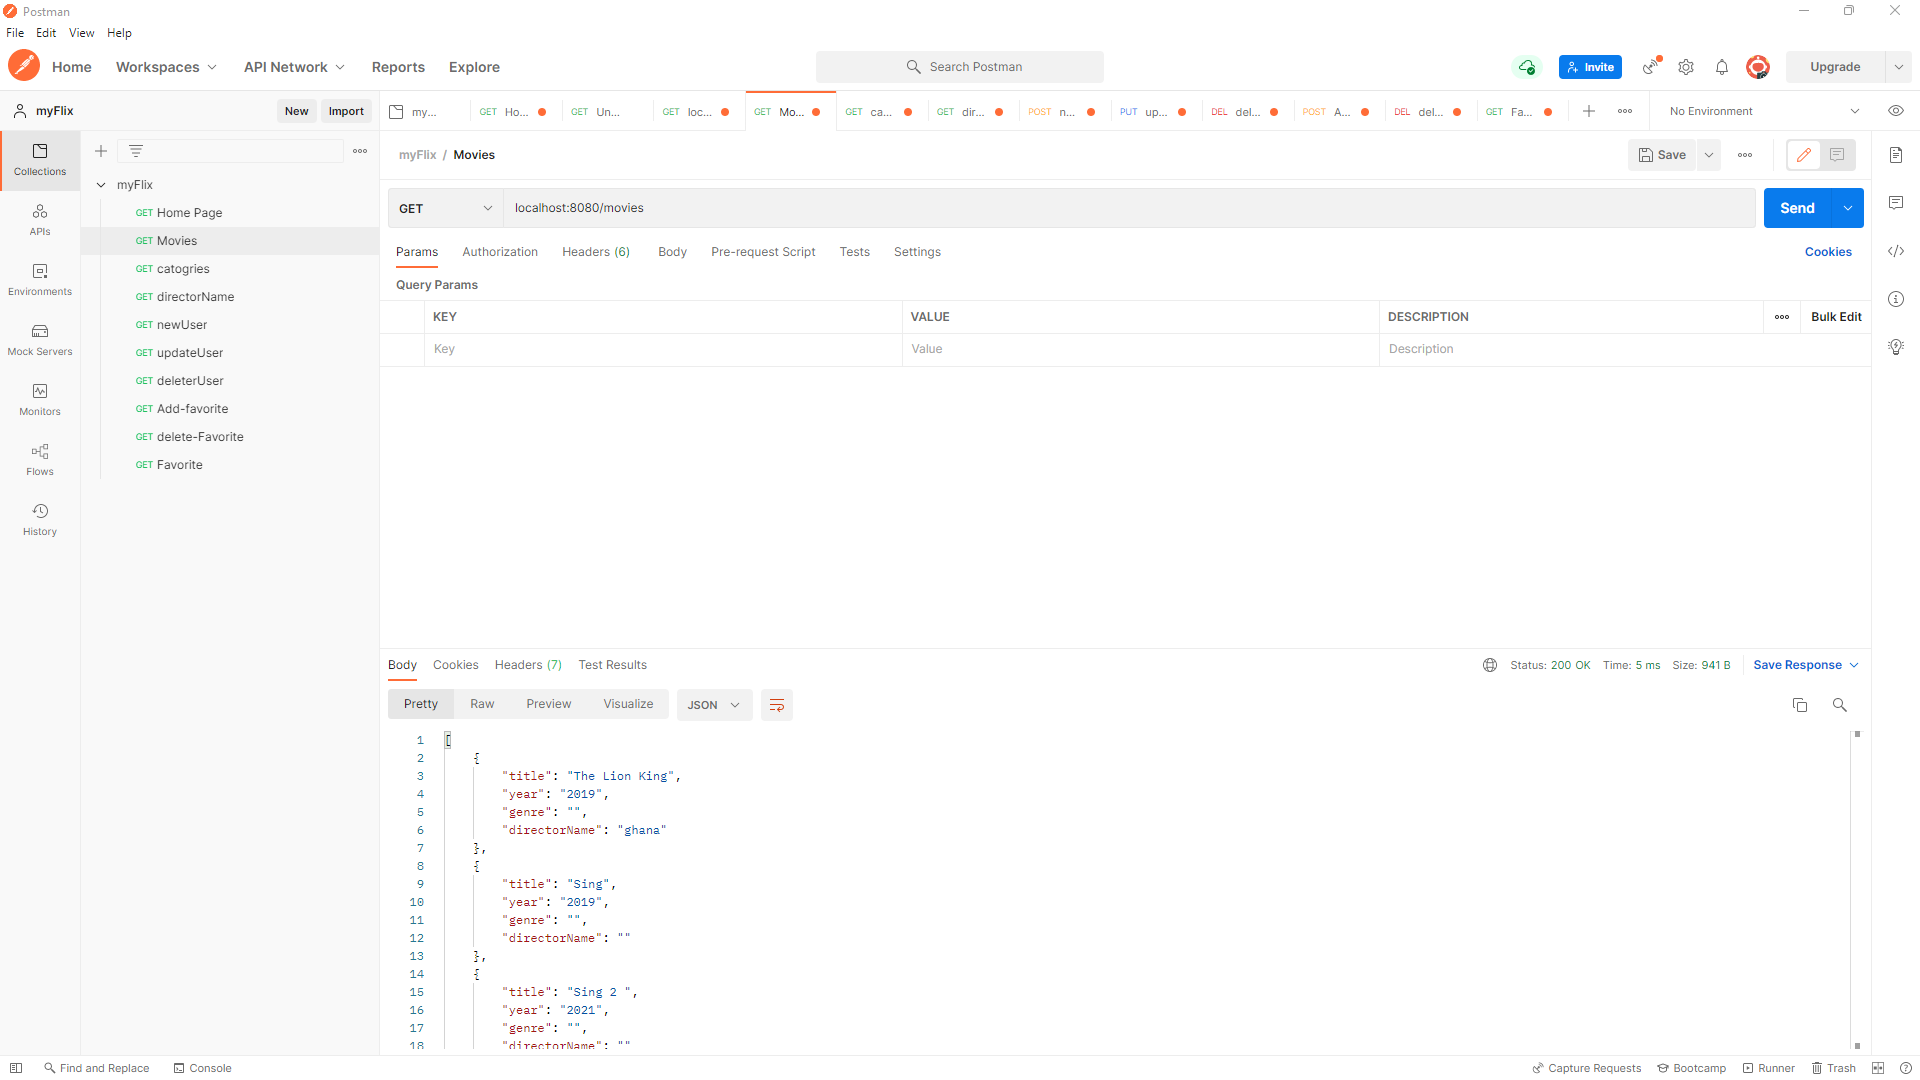 Postman
File Edit View Help
Home Workspaces API Network Reports Explore Search Postman Invite Upgrade
myFlix New Import
my... GET Ho... GET Un... GET loc... GET Mo... GET ca... GET dir... POST n... PUT up... DEL del... POST A... DEL del... GET Fa... No Environment
Collections
APIs
Environments
Mock Servers
Monitors
Flows
History
myFlix
GET Home Page
GET Movies
GET catogries
GET directorName
GET newUser
GET updateUser
GET deleterUser
GET Add-favorite
GET delete-Favorite
GET Favorite
myFlix / Movies Save
GET localhost:8080/movies Send
Params Authorization Headers (6) Body Pre-request Script Tests Settings Cookies
Query Params
KEY VALUE DESCRIPTION Bulk Edit
Key Value Description
Body Cookies Headers (7) Test Results Status: 200 OK Time: 5 ms Size: 941 B Save Response
Pretty Raw Preview Visualize JSON
1 [
2 {
3 "title": "The Lion King",
4 "year": "2019",
5 "genre": "",
6 "directorName": "ghana"
7 },
8 {
9 "title": "Sing",
10 "year": "2019",
11 "genre": "",
12 "directorName": ""
13 },
14 {
15 "title": "Sing 2 ",
16 "year": "2021",
17 "genre": "",
18 "directorName": ""
Find and Replace Console Capture Requests Bootcamp Runner Trash